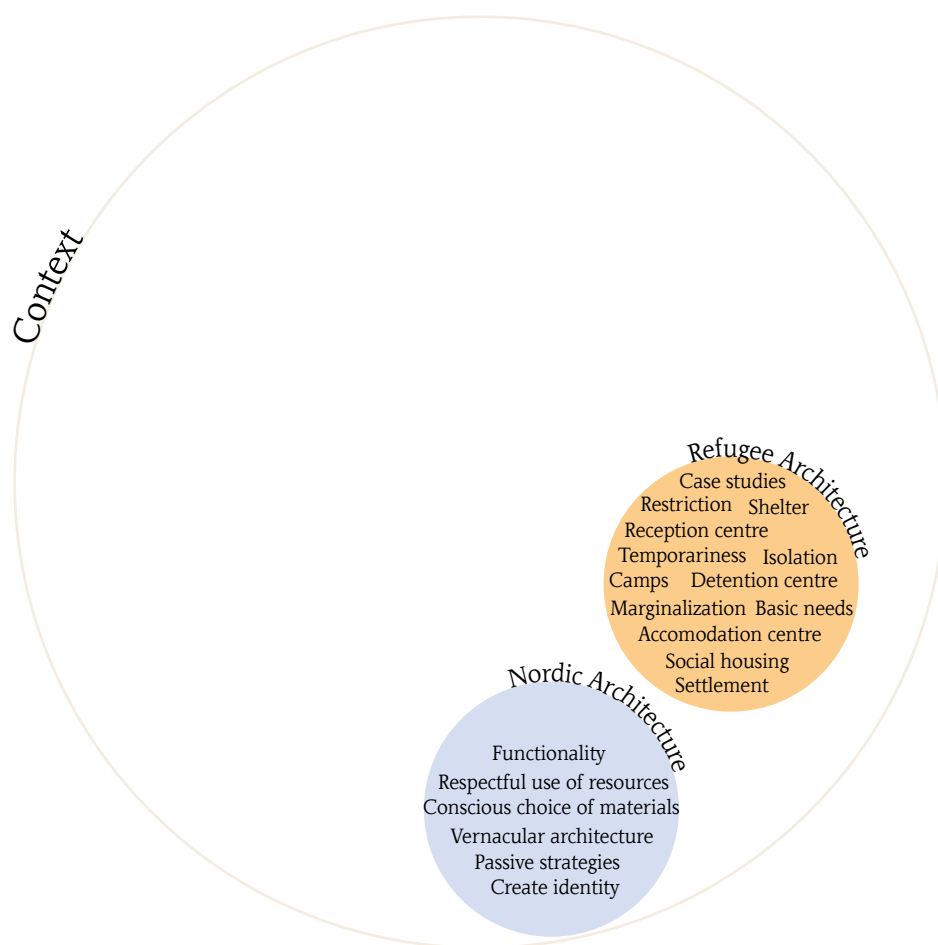 Context
Refugee Architecture
Case studies
Restriction Shelter
Reception centre
Temporariness Isolation
Camps Detention centre
Marginalization Basic needs
Accomodation centre
Social housing
Settlement
Nordic Architecture
Functionality
Respectful use of resources
Conscious choice of materials
Vernacular architecture
Passive strategies
Create identity